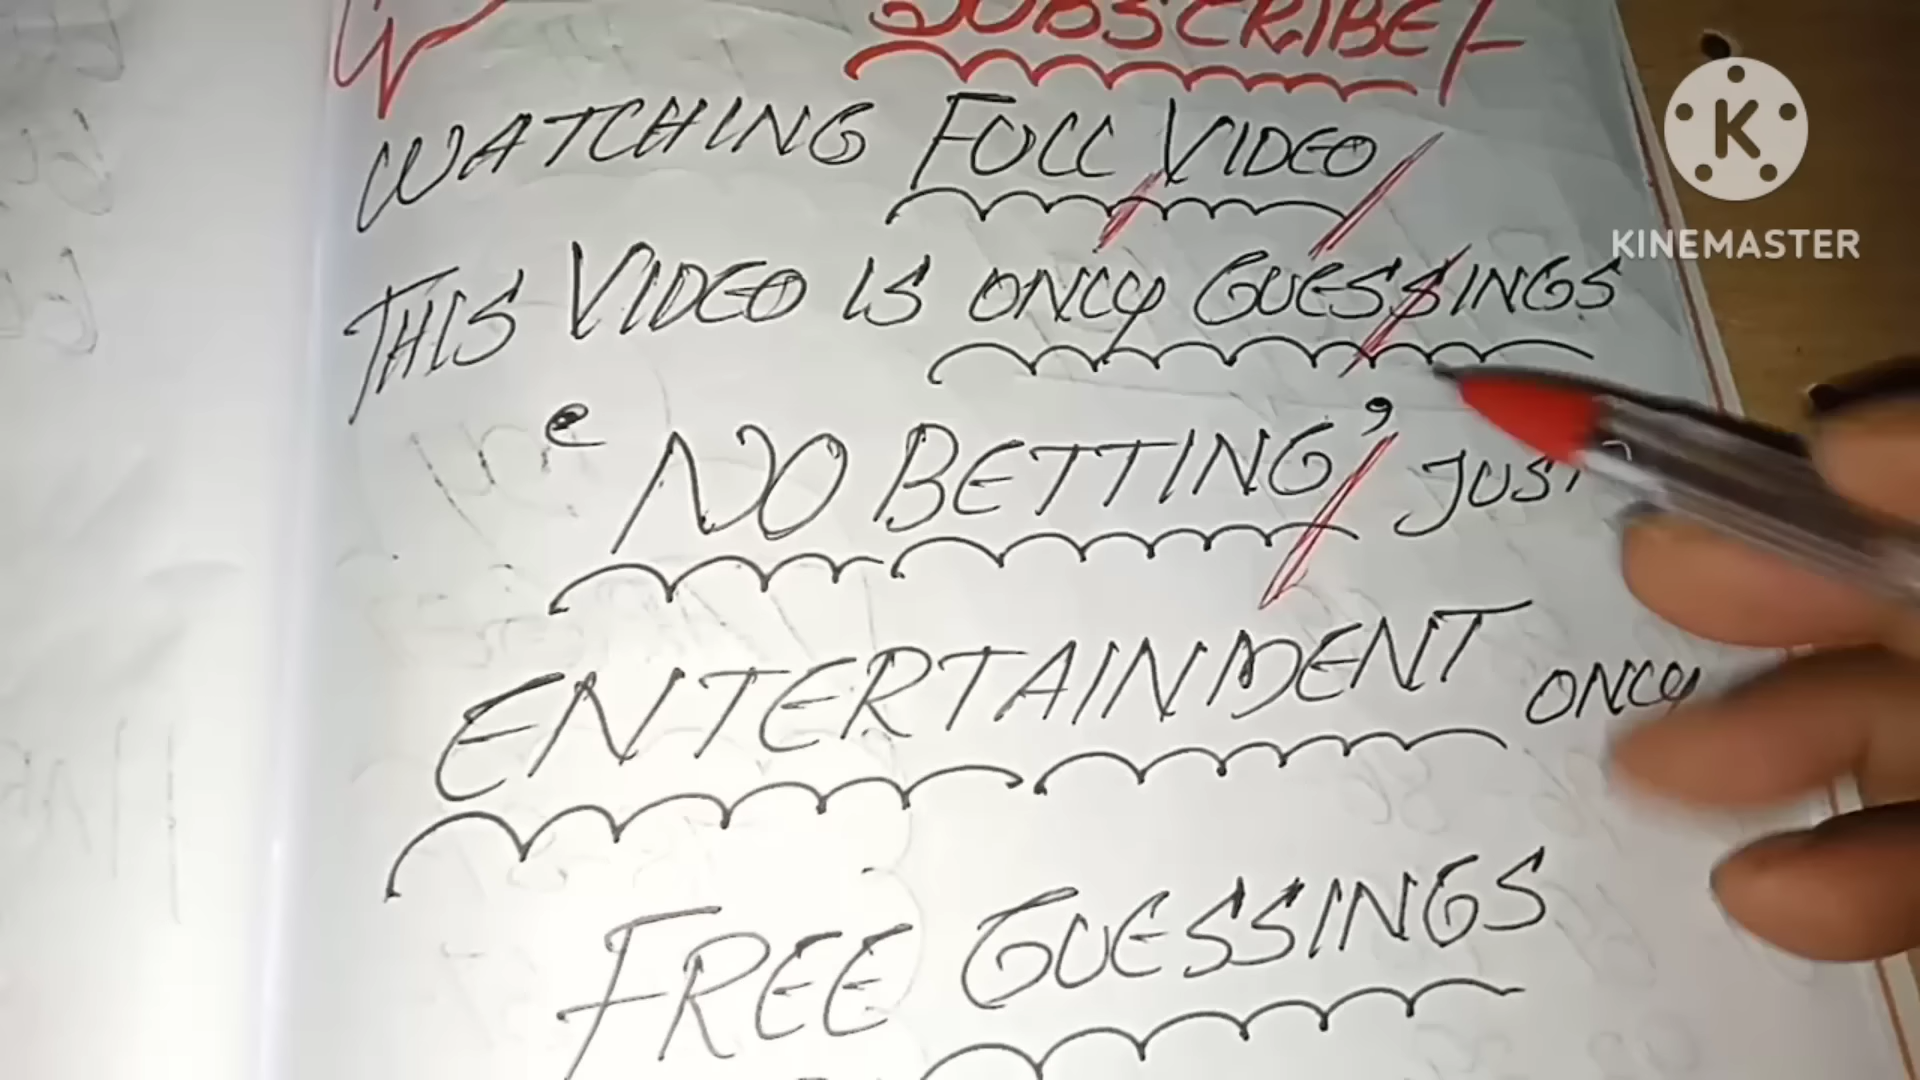 SUBSCRIBE/-
WATCHING FULL VIDEO
THIS VIDEO IS ONLY GUESSINGS
'NO BETTING' JUST
ENTERTAINMENT ONLY
FREE GUESSINGS
K
KINEMASTER